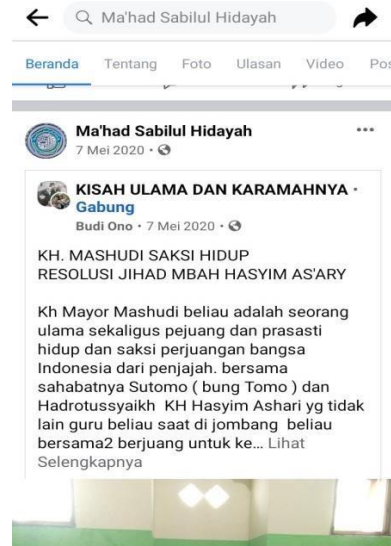 Ma'had Sabilul Hidayah
Beranda Tentang Foto Ulasan Video Pos
Ma'had Sabilul Hidayah
7 Mei 2020 ·
KISAH ULAMA DAN KARAMAHNYA ·
Gabung
Budi Ono · 7 Mei 2020 ·
KH. MASHUDI SAKSI HIDUP
RESOLUSI JIHAD MBAH HASYIM AS'ARY
Kh Mayor Mashudi beliau adalah seorang
ulama sekaligus pejuang dan prasasti
hidup dan saksi perjuangan bangsa
Indonesia dari penjajah. bersama
sahabatnya Sutomo ( bung Tomo ) dan
Hadrotussyaikh KH Hasyim Ashari yg tidak
lain guru beliau saat di jombang beliau
bersama2 berjuang untuk ke... Lihat
Selengkapnya